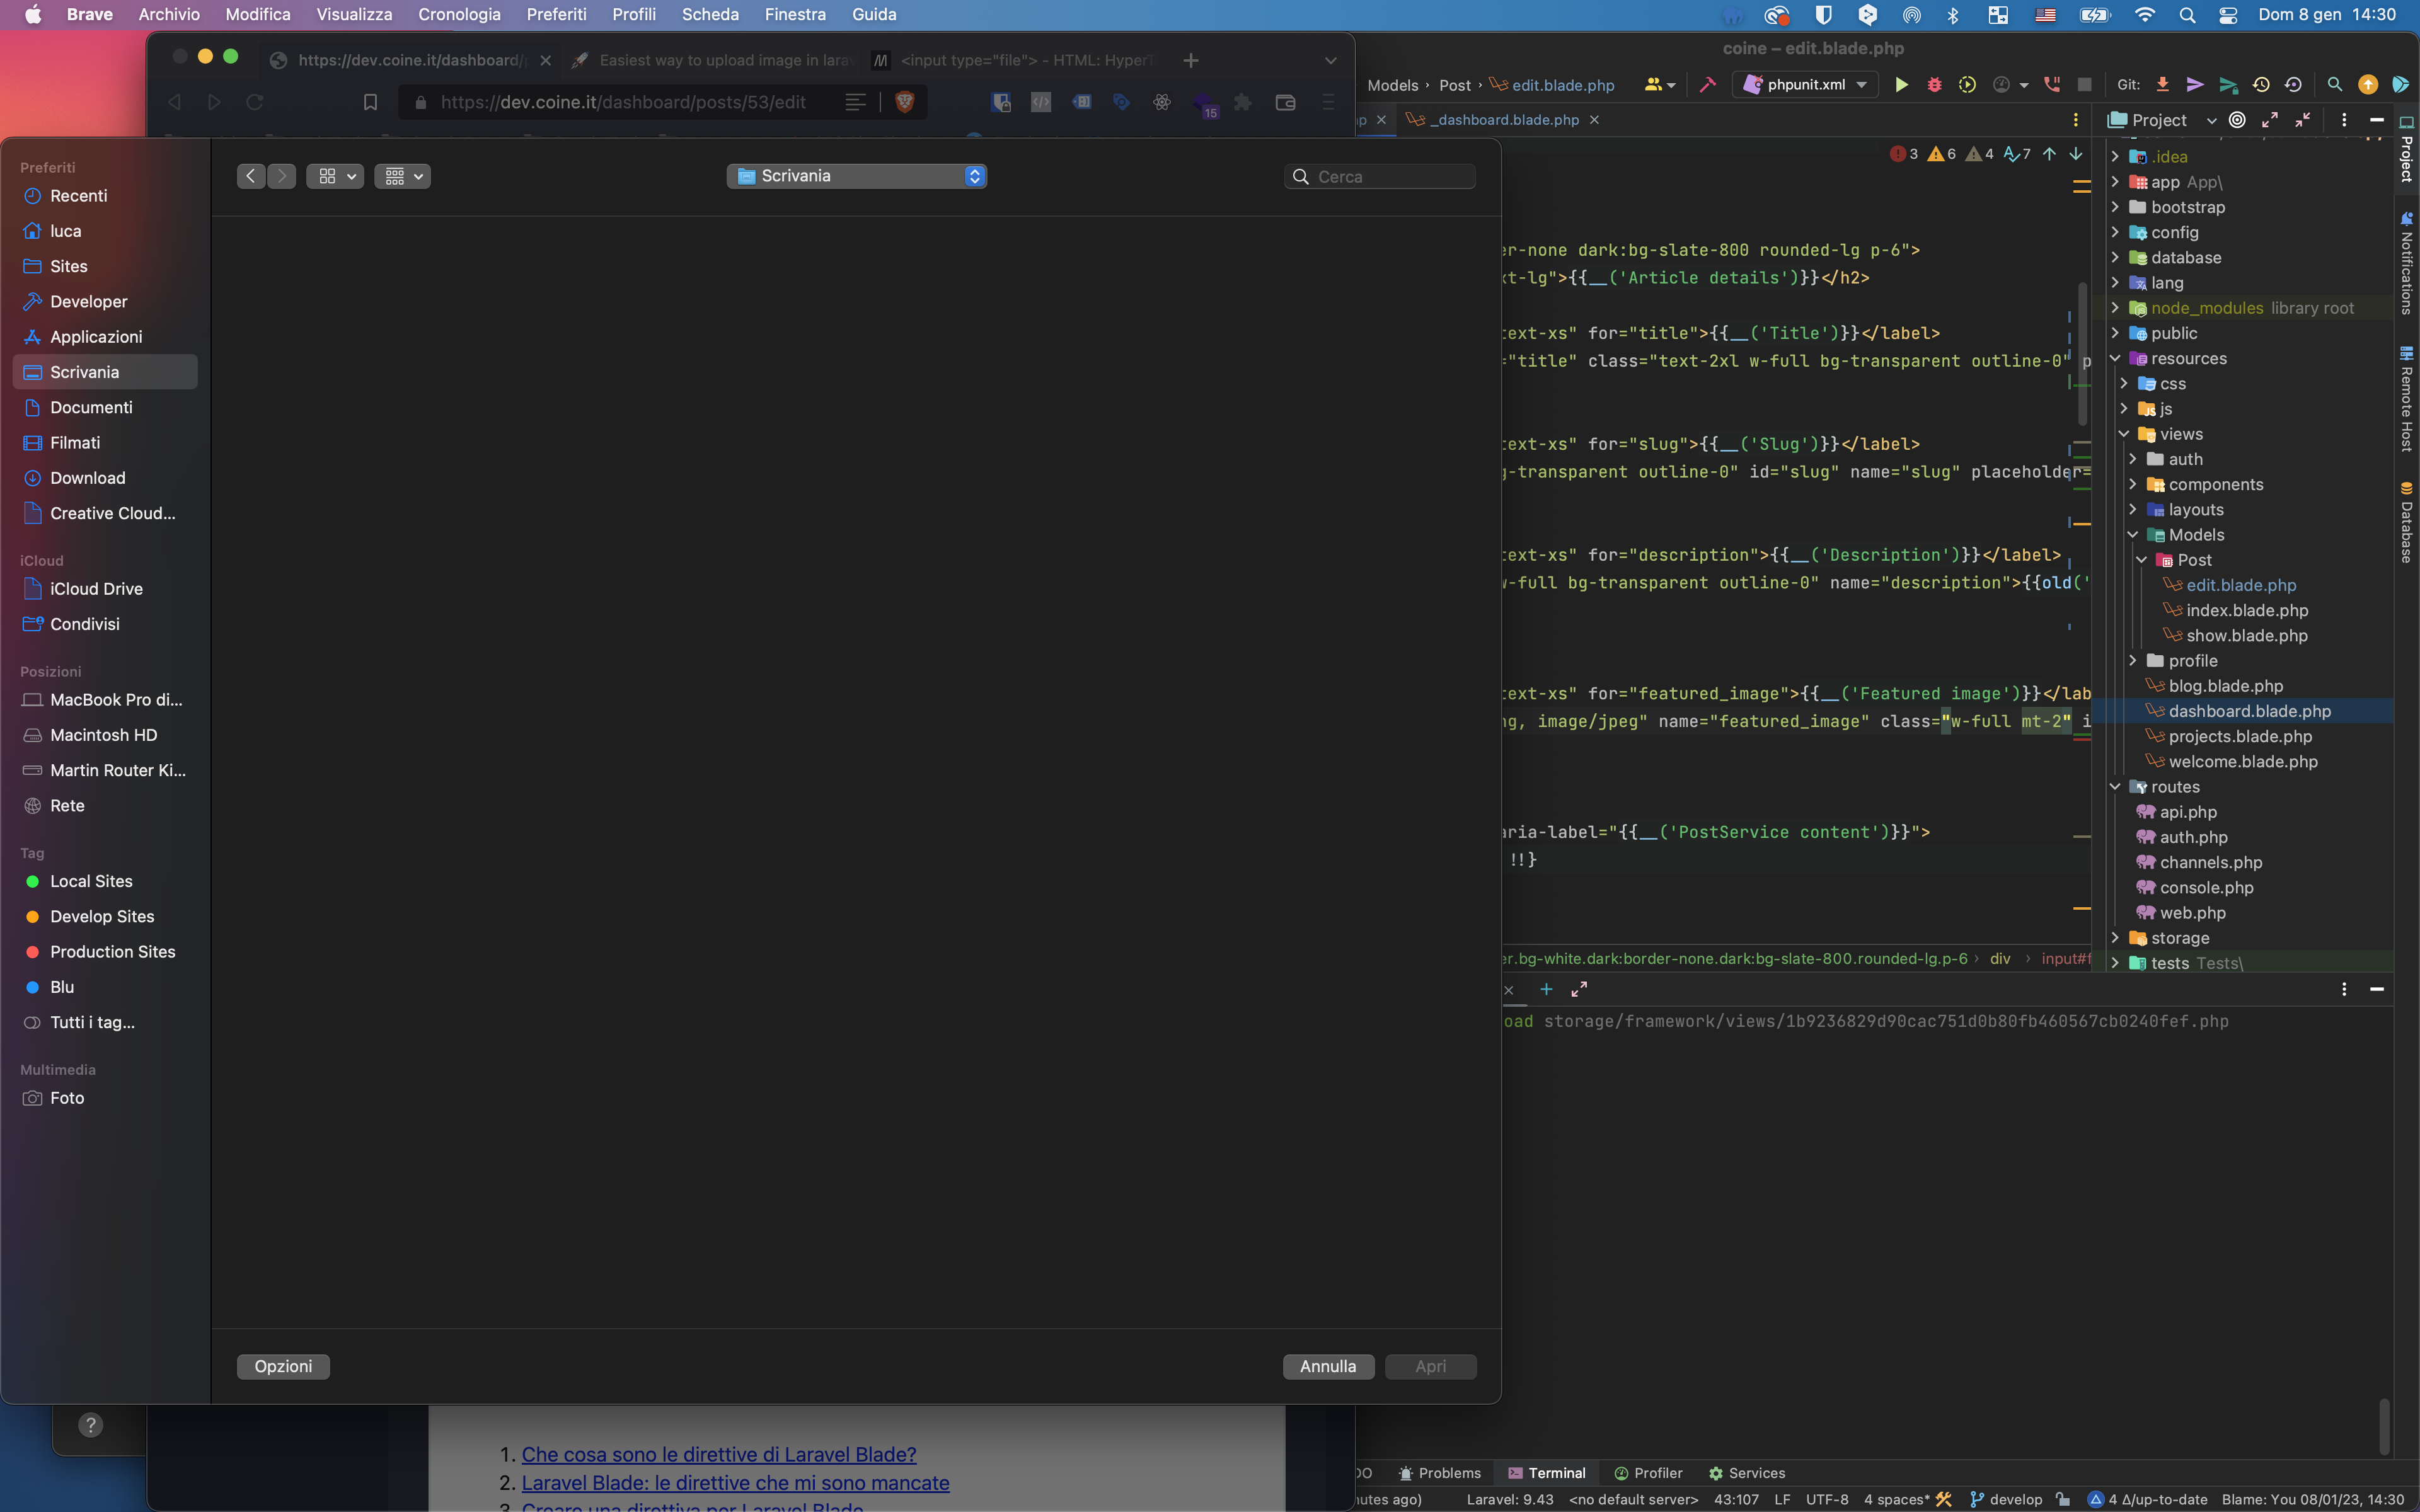 Brave Archivio Modifica Visualizza Cronologia Preferiti Profili Scheda Finestra Guida
Dom 8 gen 14:30
https://dev.coine.it/dashboard/
Easiest way to upload image in larav
<input type="file"> - HTML: HyperT
https://dev.coine.it/dashboard/posts/53/edit
15
Preferiti
Recenti
luca
Sites
Developer
Applicazioni
Scrivania
Documenti
Filmati
Download
Creative Cloud...
iCloud
iCloud Drive
Condivisi
Posizioni
MacBook Pro di...
Macintosh HD
Martin Router Ki...
Rete
Tag
Local Sites
Develop Sites
Production Sites
Blu
Tutti i tag...
Multimedia
Foto
Scrivania
Cerca
Opzioni
Annulla
Apri
?
1. Che cosa sono le direttive di Laravel Blade?
2. Laravel Blade: le direttive che mi sono mancate
3. Creare una direttiva per Laravel Blade
coine – edit.blade.php
Models › Post › edit.blade.php
phpunit.xml
Git:
_dashboard.blade.php
3 6 4 7
er-none dark:bg-slate-800 rounded-lg p-6">
xt-lg">{{__('Article details')}}</h2>
text-xs" for="title">{{__('Title')}}</label>
="title" class="text-2xl w-full bg-transparent outline-0" p
text-xs" for="slug">{{__('Slug')}}</label>
g-transparent outline-0" id="slug" name="slug" placeholder=
text-xs" for="description">{{__('Description')}}</label>
w-full bg-transparent outline-0" name="description">{{old('
text-xs" for="featured_image">{{__('Featured image')}}</lab
ng, image/jpeg" name="featured_image" class="w-full mt-2" i
aria-label="{{__('PostService content')}}">
!!}
er.bg-white.dark:border-none.dark:bg-slate-800.rounded-lg.p-6 › div › input#f
Project
.idea
app App\
bootstrap
config
database
lang
node_modules library root
public
resources
css
js
views
auth
components
layouts
Models
Post
edit.blade.php
index.blade.php
show.blade.php
profile
blog.blade.php
dashboard.blade.php
projects.blade.php
welcome.blade.php
routes
api.php
auth.php
channels.php
console.php
web.php
storage
tests Tests\
Project
Notifications
Remote Host
Database
oad storage/framework/views/1b9236829d90cac751d0b80fb460567cb0240fef.php
DO Problems Terminal Profiler Services
nutes ago) Laravel: 9.43 <no default server> 43:107 LF UTF-8 4 spaces* develop 4 Δ/up-to-date Blame: You 08/01/23, 14:30